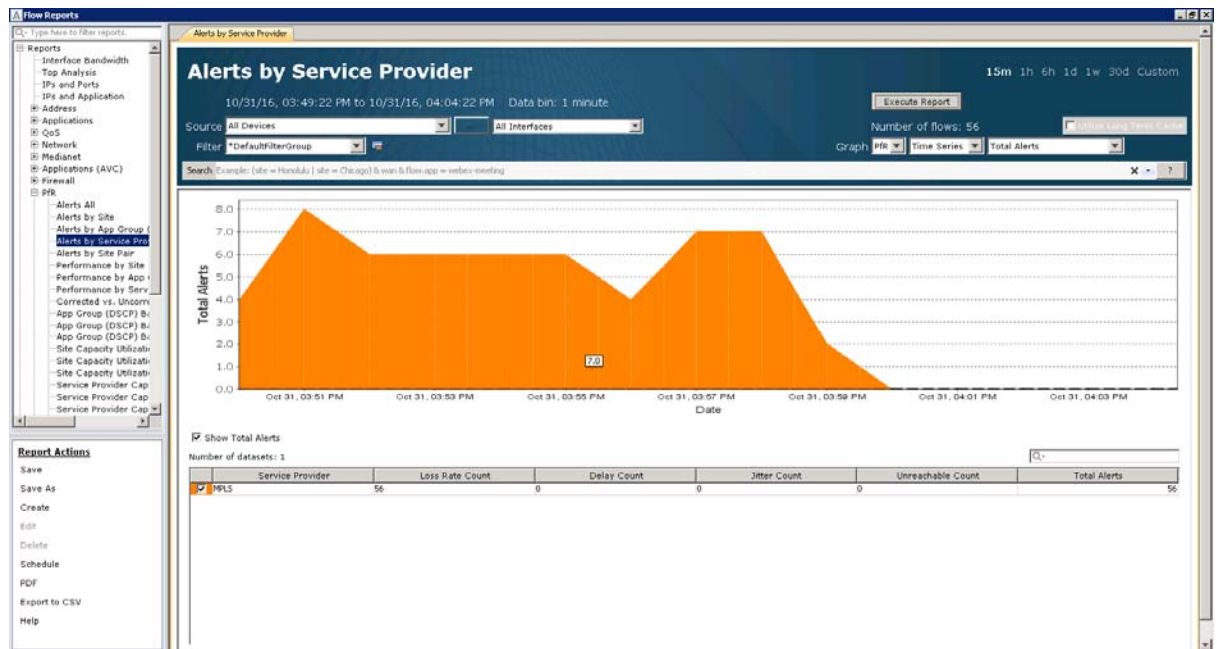 Flow Reports
Type here to filter reports.
Reports
Interface Bandwidth
Top Analysis
IPs and Ports
IPs and Application
Address
Applications
QoS
Network
Medianet
Applications (AVC)
Firewall
PfR
Alerts All
Alerts by Site
Alerts by App Group (
Alerts by Service Pro
Alerts by Site Pair
Performance by Site
Performance by App
Performance by Serv
Corrected vs. Uncorre
App Group (DSCP) Ba
App Group (DSCP) Ba
App Group (DSCP) Ba
Site Capacity Utilizati
Site Capacity Utilizati
Site Capacity Utilizati
Service Provider Cap
Service Provider Cap
Service Provider Cap
Report Actions
Save
Save As
Create
Edit
Delete
Schedule
PDF
Export to CSV
Help
Alerts by Service Provider
Alerts by Service Provider
15m 1h 6h 1d 1w 30d Custom
10/31/16, 03:49:22 PM to 10/31/16, 04:04:22 PM Data bin: 1 minute
Execute Report
Source All Devices All Interfaces
Number of flows: 56
Utilize Long Term Cache
Filter *DefaultFilterGroup
Graph PfR Time Series Total Alerts
Search Example: (site = Honolulu | site = Chicago) & wan & flow.app = webex-meeting
X ?
8.0
7.0
6.0
5.0
4.0
3.0
2.0
1.0
0.0
Total Alerts
7.0
Oct 31, 03:51 PM Oct 31, 03:53 PM Oct 31, 03:55 PM Oct 31, 03:57 PM Oct 31, 03:59 PM Oct 31, 04:01 PM Oct 31, 04:03 PM
Date
Show Total Alerts
Number of datasets: 1
Service Provider Loss Rate Count Delay Count Jitter Count Unreachable Count Total Alerts
MPLS 56 0 0 0 56